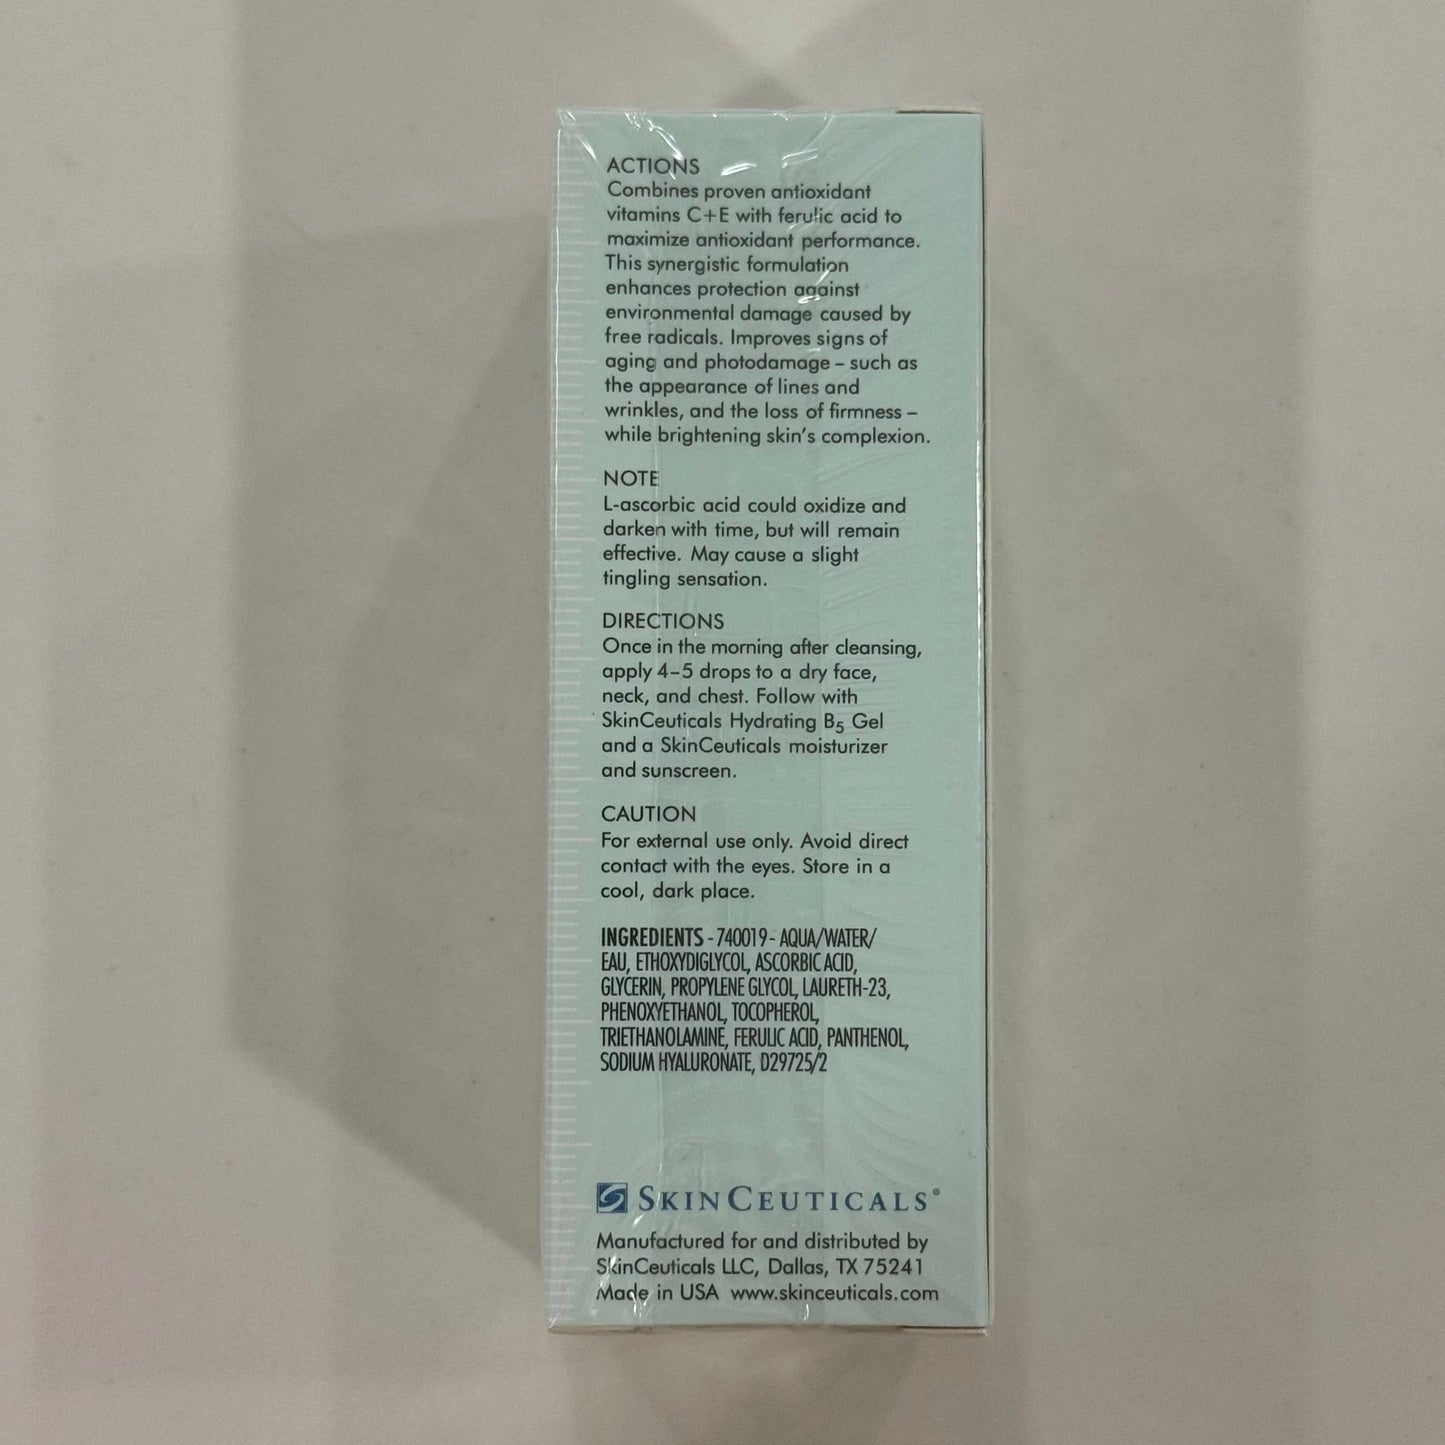 ACTIONS
Combines proven antioxidant
vitamins C+E with ferulic acid to
maximize antioxidant performance.
This synergistic formulation
enhances protection against
environmental damage caused by
free radicals. Improves signs of
aging and photodamage – such as
the appearance of lines and
wrinkles, and the loss of firmness –
while brightening skin's complexion.
NOTE
L-ascorbic acid could oxidize and
darken with time, but will remain
effective. May cause a slight
tingling sensation.
DIRECTIONS
Once in the morning after cleansing,
apply 4–5 drops to a dry face,
neck, and chest. Follow with
SkinCeuticals Hydrating B5 Gel
and a SkinCeuticals moisturizer
and sunscreen.
CAUTION
For external use only. Avoid direct
contact with the eyes. Store in a
cool, dark place.
INGREDIENTS - 740019 - AQUA/WATER/
EAU, ETHOXYDIGLYCOL, ASCORBIC ACID,
GLYCERIN, PROPYLENE GLYCOL, LAURETH-23,
PHENOXYETHANOL, TOCOPHEROL,
TRIETHANOLAMINE, FERULIC ACID, PANTHENOL,
SODIUM HYALURONATE, D29725/2
SKINCEUTICALS®
Manufactured for and distributed by
SkinCeuticals LLC, Dallas, TX 75241
Made in USA www.skinceuticals.com